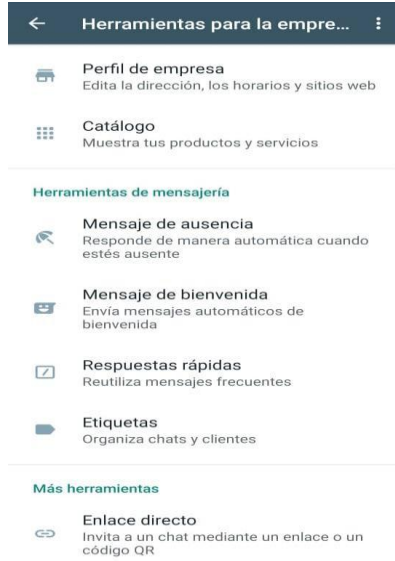 Herramientas para la empre...
Perfil de empresa
Edita la dirección, los horarios y sitios web
Catálogo
Muestra tus productos y servicios
Herramientas de mensajería
Mensaje de ausencia
Responde de manera automática cuando
estés ausente
Mensaje de bienvenida
Envía mensajes automáticos de
bienvenida
Respuestas rápidas
Reutiliza mensajes frecuentes
Etiquetas
Organiza chats y clientes
Más herramientas
Enlace directo
Invita a un chat mediante un enlace o un
código QR